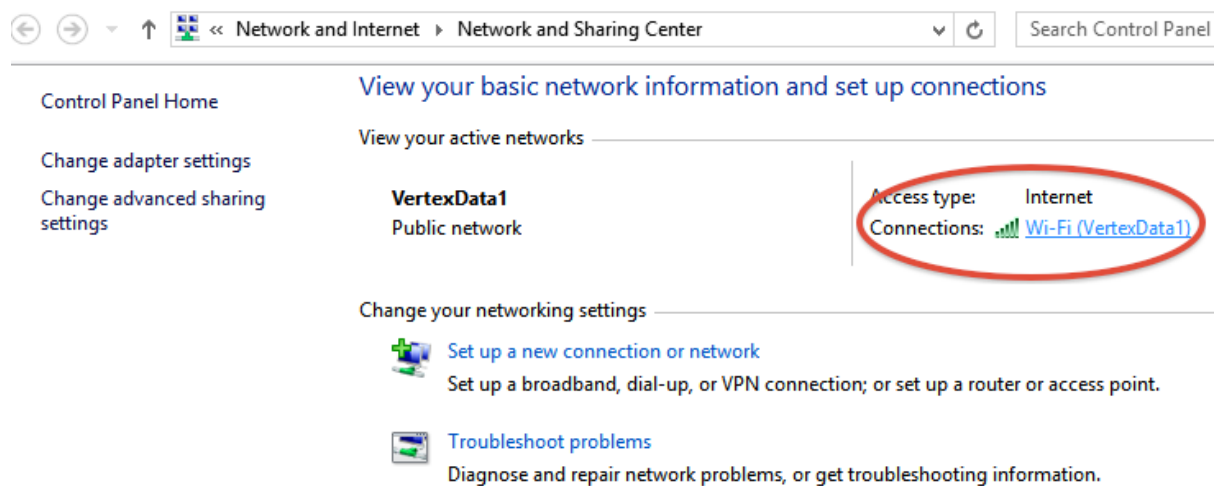 « Network and Internet ▸ Network and Sharing Center
Search Control Panel
Control Panel Home
Change adapter settings
Change advanced sharing
settings
View your basic network information and set up connections
View your active networks
VertexData1
Public network
Access type: Internet
Connections: Wi-Fi (VertexData1)
Change your networking settings
Set up a new connection or network
Set up a broadband, dial-up, or VPN connection; or set up a router or access point.
Troubleshoot problems
Diagnose and repair network problems, or get troubleshooting information.